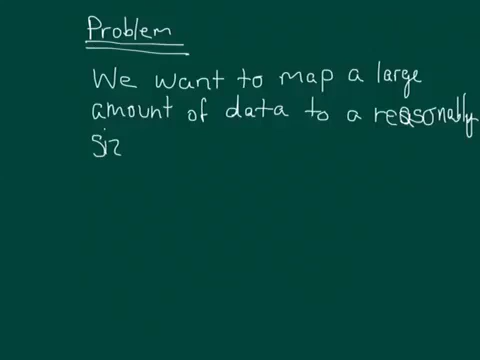 Problem
We want to map a large
amount of data to a reasonably
siz